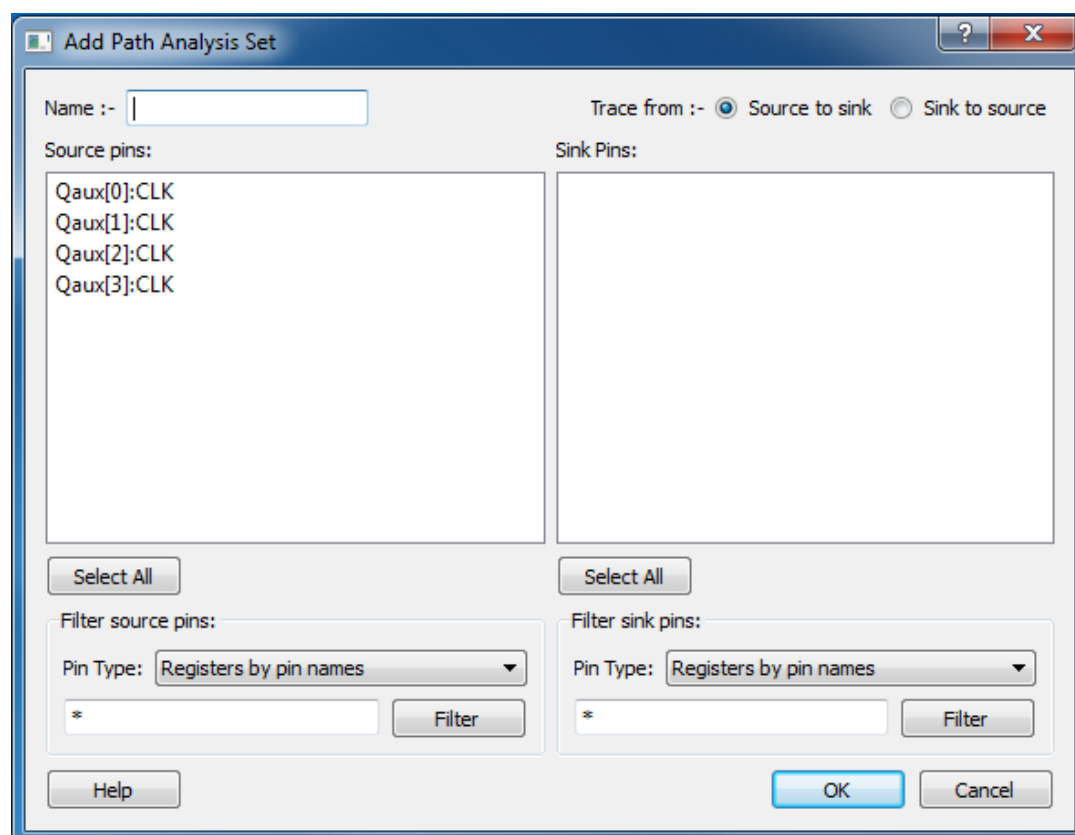 Add Path Analysis Set
Name :-
Trace from :- Source to sink Sink to source
Source pins:
Sink Pins:
Qaux[0]:CLK
Qaux[1]:CLK
Qaux[2]:CLK
Qaux[3]:CLK
Select All
Select All
Filter source pins:
Filter sink pins:
Pin Type: Registers by pin names
Pin Type: Registers by pin names
* Filter
* Filter
Help
OK
Cancel